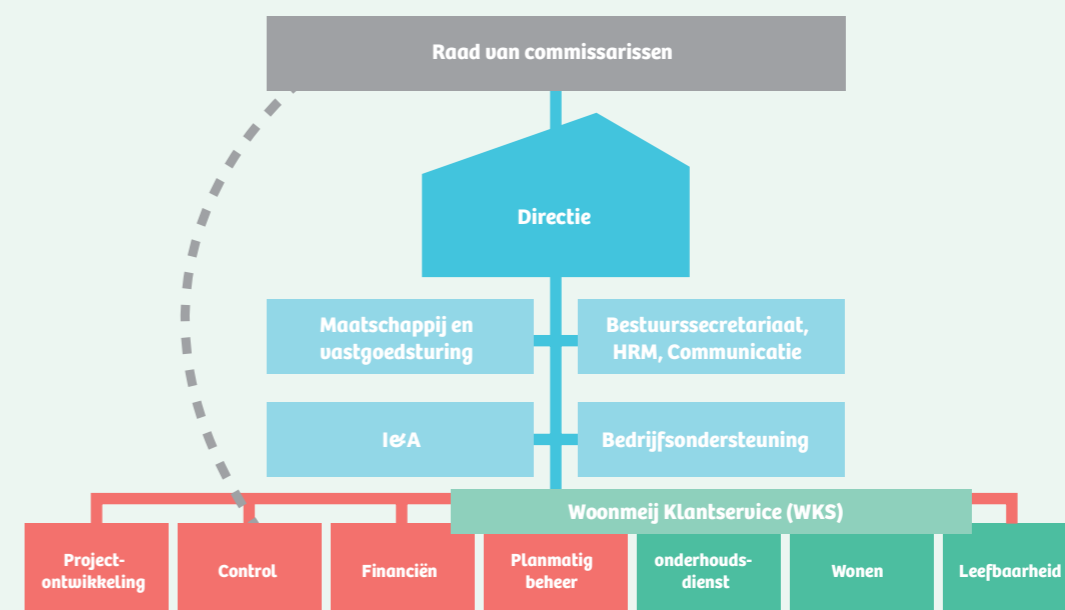 Raad van commissarissen
Directie
Maatschappij en
vastgoedsturing
Bestuurssecretariaat,
HRM, Communicatie
I&A
Bedrijfsondersteuning
Woonmeij Klantservice (WKS)
Project-
ontwikkeling
Control
Financiën
Planmatig
beheer
onderhouds-
dienst
Wonen
Leefbaarheid